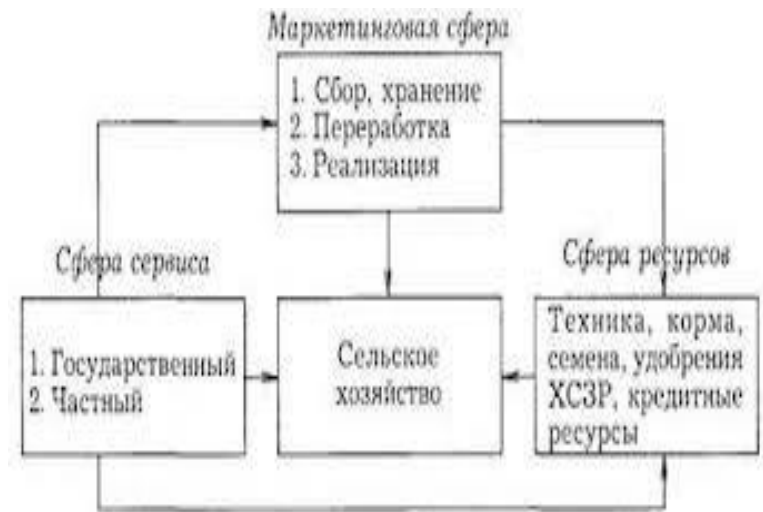 Маркетинговая сфера
1. Сбор, хранение
2. Переработка
3. Реализация
Сфера сервиса
1. Государственный
2. Частный
Сельское
хозяйство
Сфера ресурсов
Техника, корма,
семена, удобрения
ХСЗР, кредитные
ресурсы